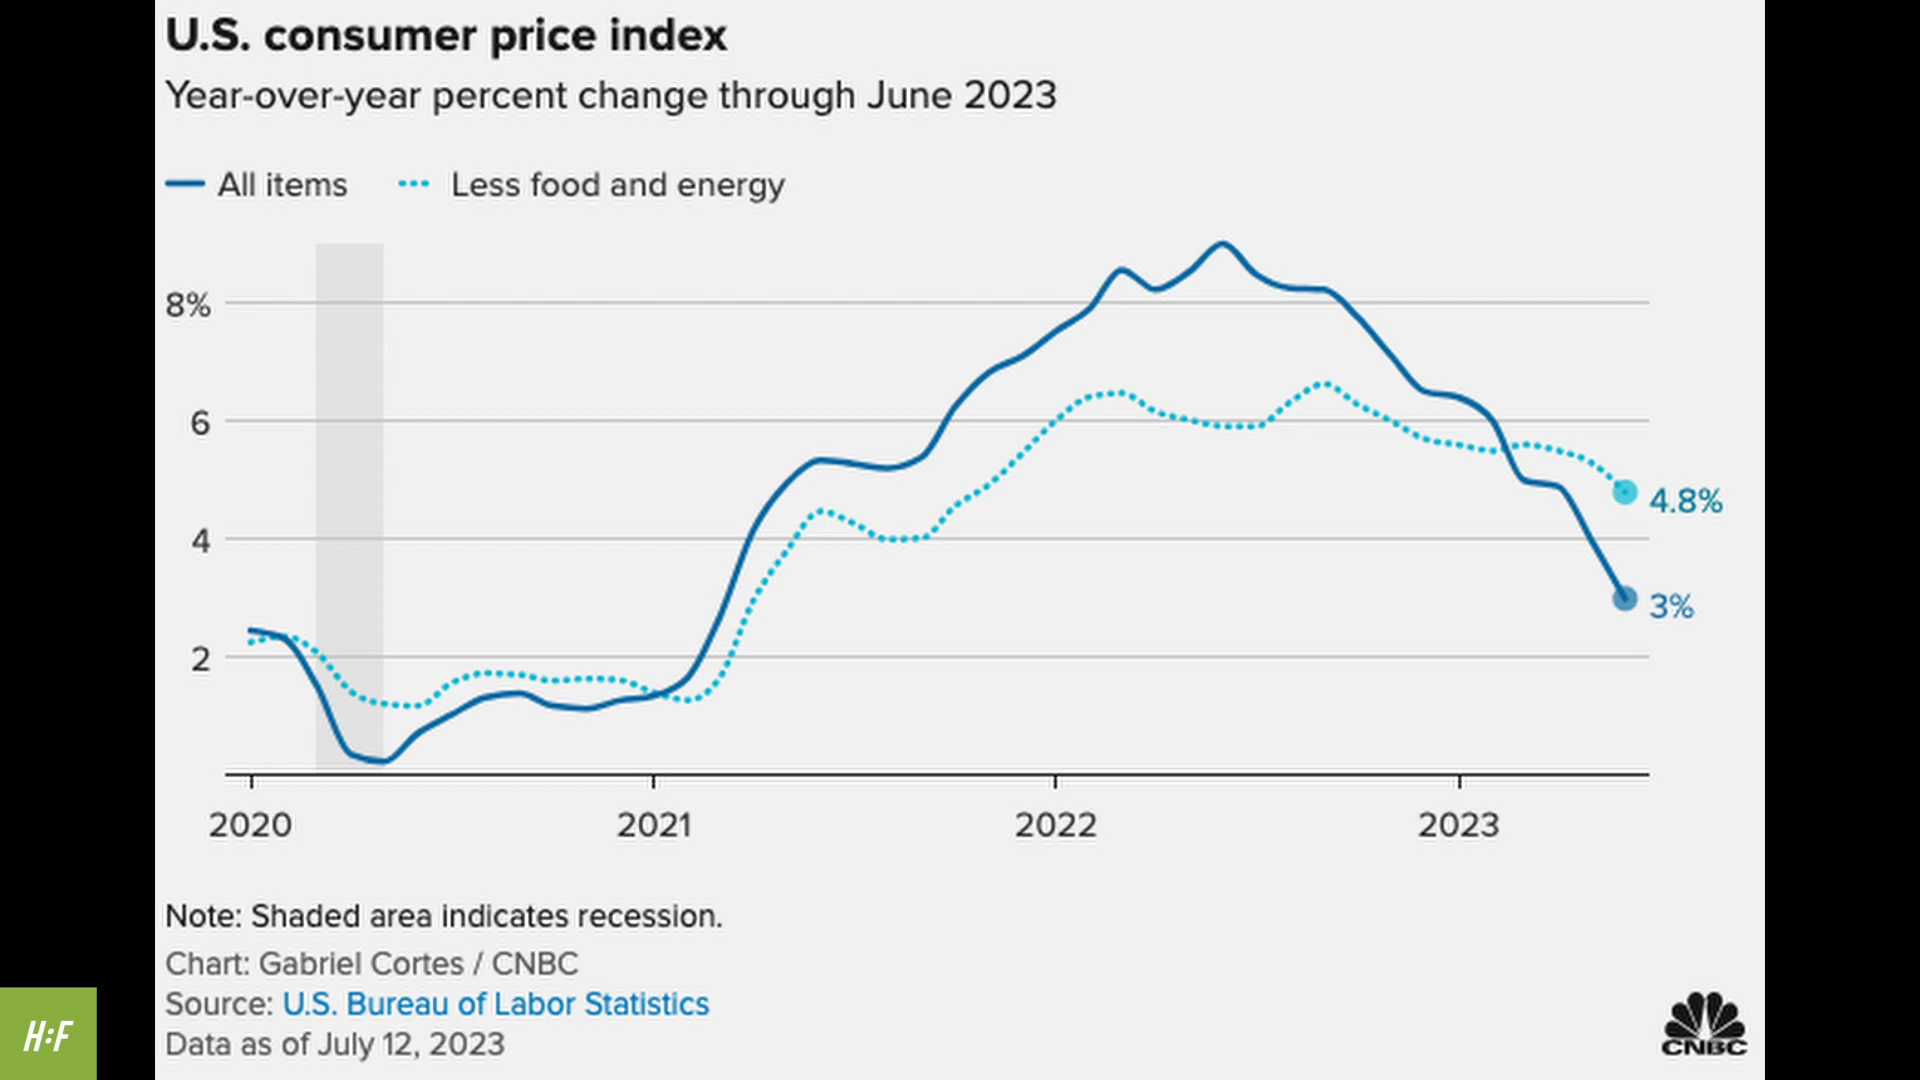 U.S. consumer price index
Year-over-year percent change through June 2023
All items Less food and energy
8%
6
4.8%
4
3%
2
2020 2021 2022 2023
Note: Shaded area indicates recession.
Chart: Gabriel Cortes / CNBC
Source: U.S. Bureau of Labor Statistics
Data as of July 12, 2023
H:F
CNBC